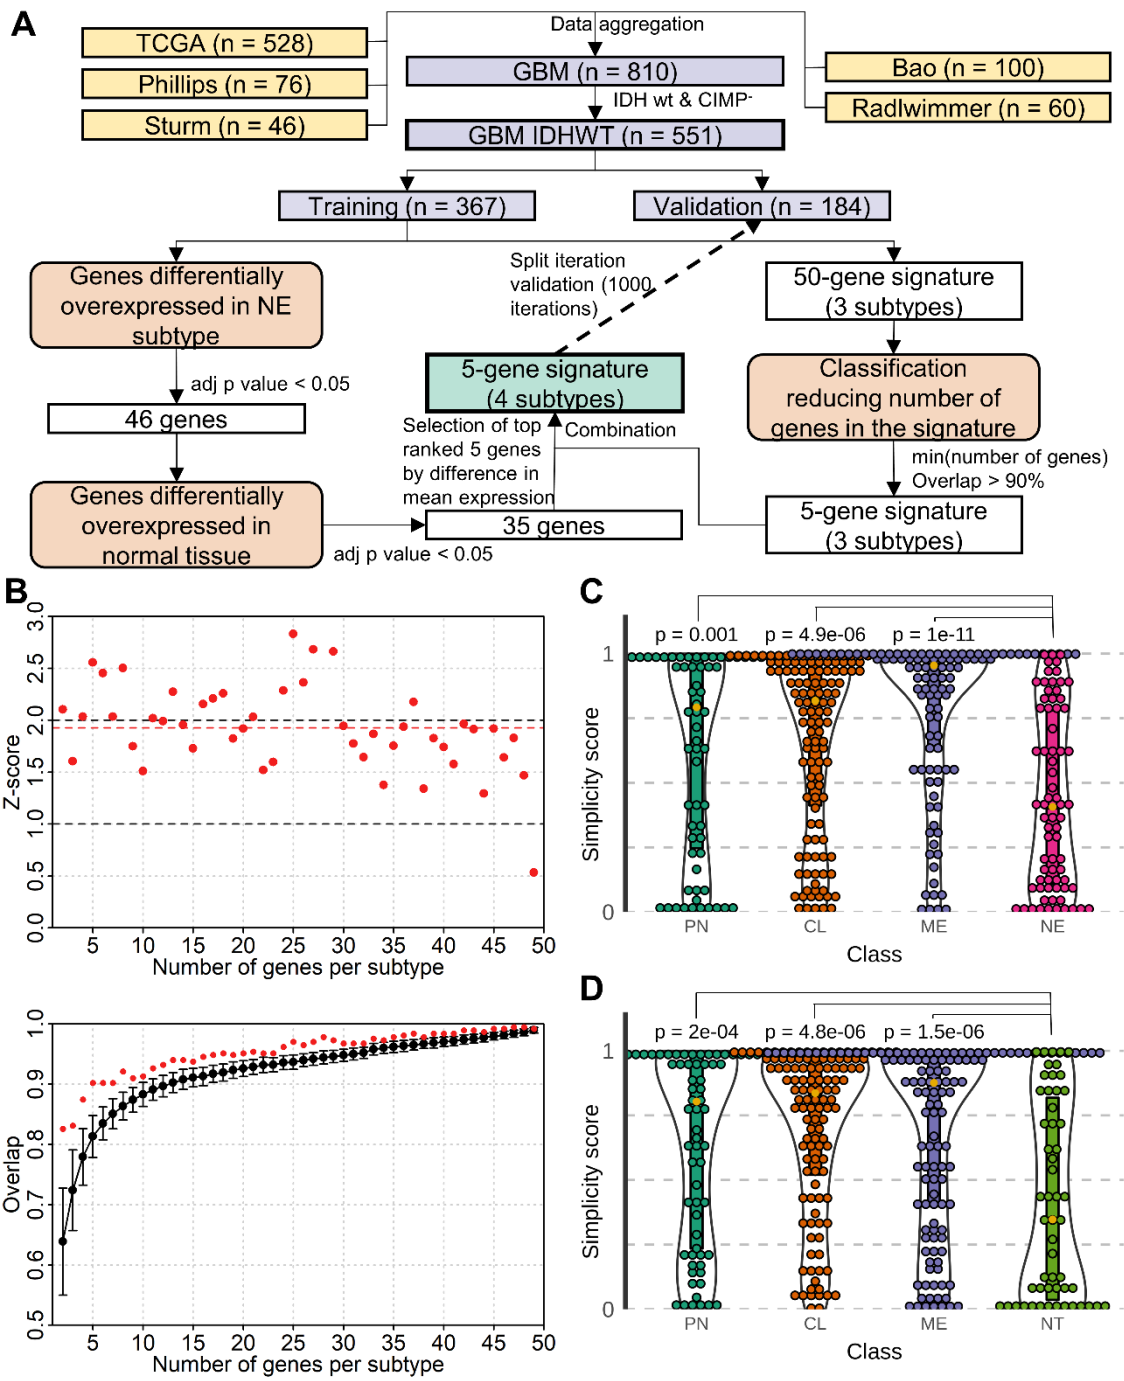 A
TCGA (n = 528)
Phillips (n = 76)
Sturm (n = 46)
Data aggregation
GBM (n = 810)
IDH wt & CIMP-
GBM IDHWT (n = 551)
Bao (n = 100)
Radlwimmer (n = 60)
Training (n = 367)
Validation (n = 184)
Genes differentially
overexpressed in NE
subtype
adj p value < 0.05
46 genes
Genes differentially
overexpressed in
normal tissue
adj p value < 0.05
35 genes
Selection of top
ranked 5 genes
by difference in
mean expression
Combination
5-gene signature
(4 subtypes)
Split iteration
validation (1000
iterations)
50-gene signature
(3 subtypes)
Classification
reducing number of
genes in the signature
min(number of genes)
Overlap > 90%
5-gene signature
(3 subtypes)
B
Z-score
3.0
2.5
2.0
1.5
1.0
0.5
0.0
5 10 15 20 25 30 35 40 45 50
Number of genes per subtype
Overlap
1.0
0.9
0.8
0.7
0.6
0.5
5 10 15 20 25 30 35 40 45 50
Number of genes per subtype
C
p = 0.001 p = 4.9e-06 p = 1e-11
Simplicity score
1
0
PN CL ME NE
Class
D
p = 2e-04 p = 4.8e-06 p = 1.5e-06
Simplicity score
1
0
PN CL ME NT
Class